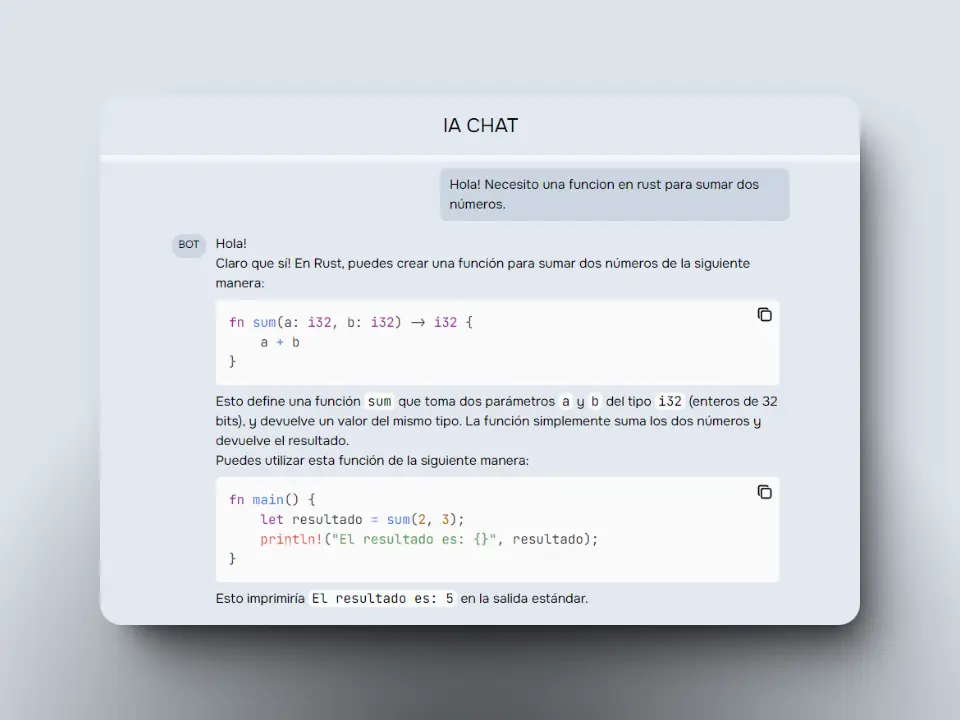 IA CHAT
Hola! Necesito una funcion en rust para sumar dos
números.
BOT
Hola!
Claro que sí! En Rust, puedes crear una función para sumar dos números de la siguiente
manera:
fn sum(a: i32, b: i32) -> i32 {
    a + b
}
Esto define una función sum que toma dos parámetros a y b del tipo i32 (enteros de 32
bits), y devuelve un valor del mismo tipo. La función simplemente suma los dos números y
devuelve el resultado.
Puedes utilizar esta función de la siguiente manera:
fn main() {
    let resultado = sum(2, 3);
    println!("El resultado es: {}", resultado);
}
Esto imprimiría El resultado es: 5 en la salida estándar.